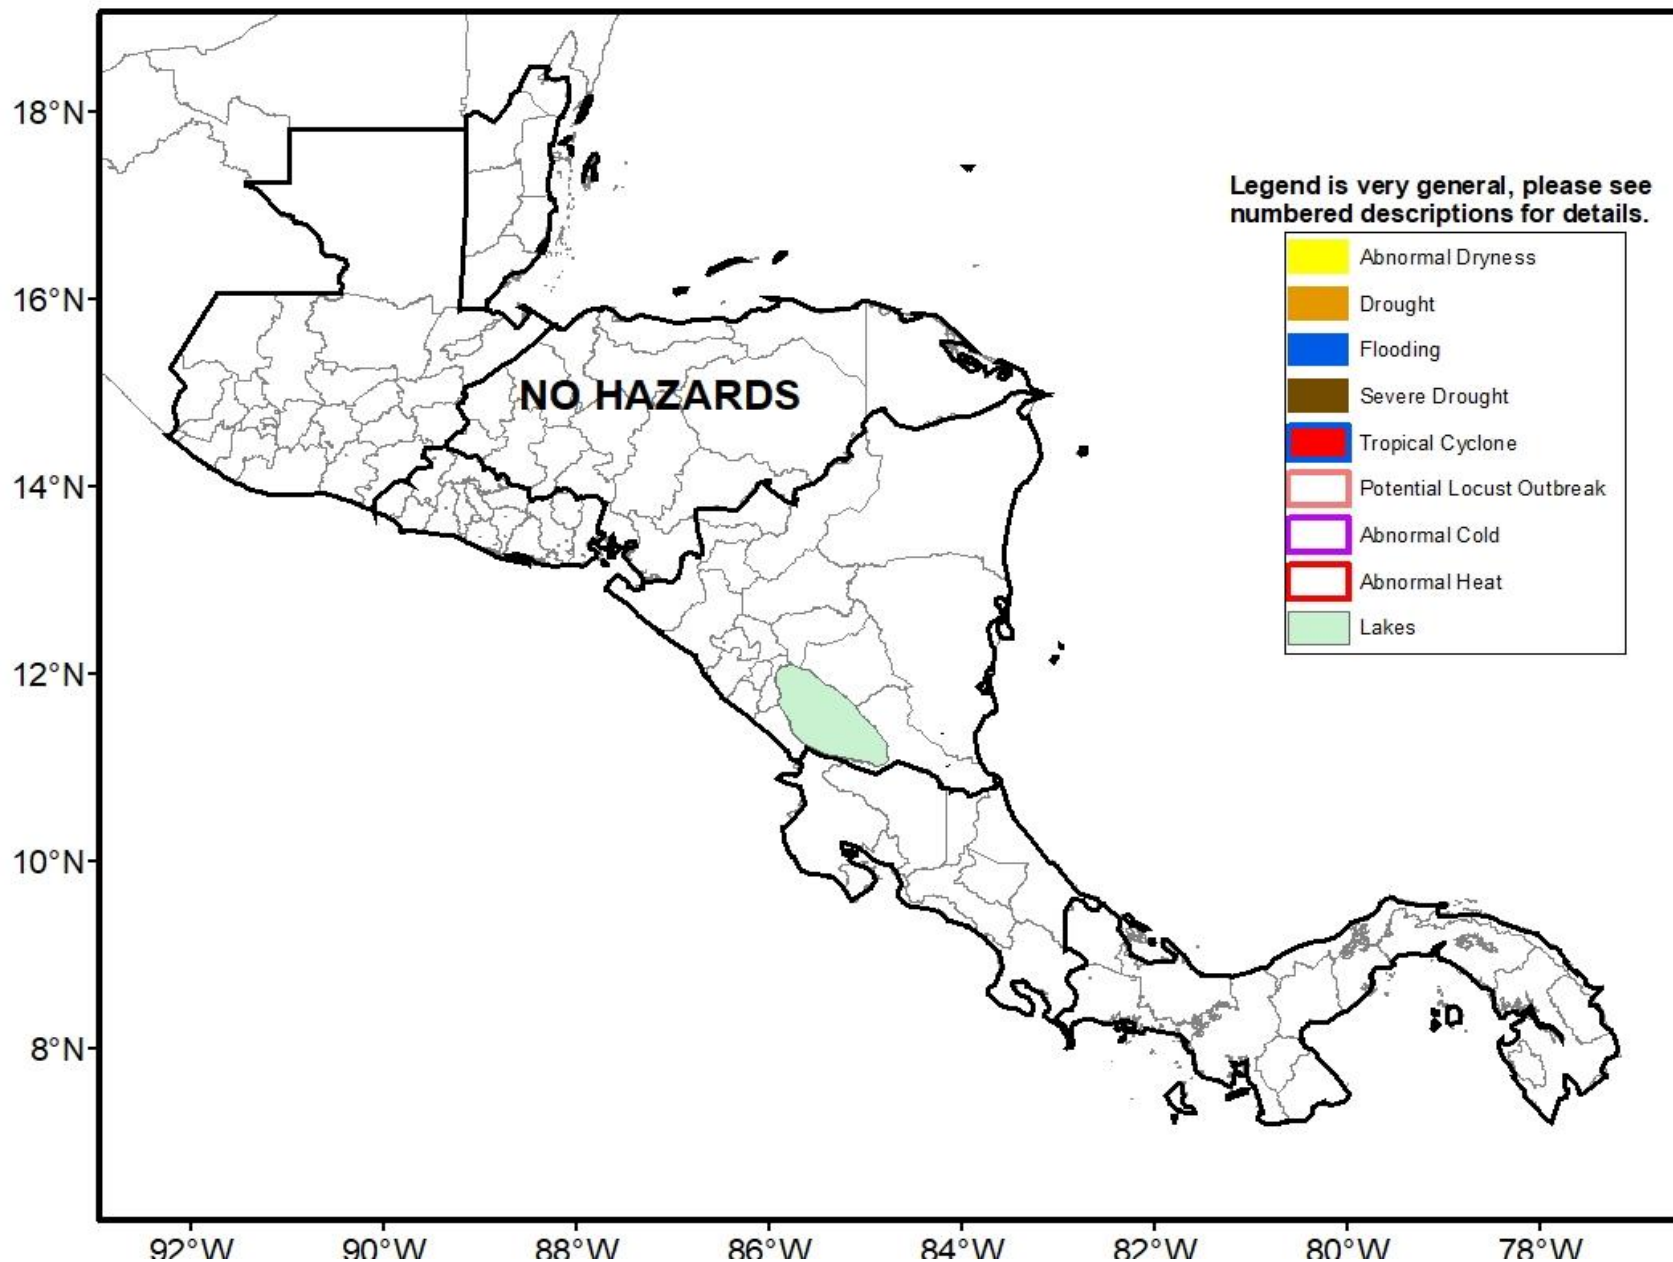 18°N
16°N
14°N
12°N
10°N
8°N
NO HAZARDS
Legend is very general, please see
numbered descriptions for details.
Abnormal Dryness
Drought
Flooding
Severe Drought
Tropical Cyclone
Potential Locust Outbreak
Abnormal Cold
Abnormal Heat
Lakes
92°W 90°W 88°W 86°W 84°W 82°W 80°W 78°W